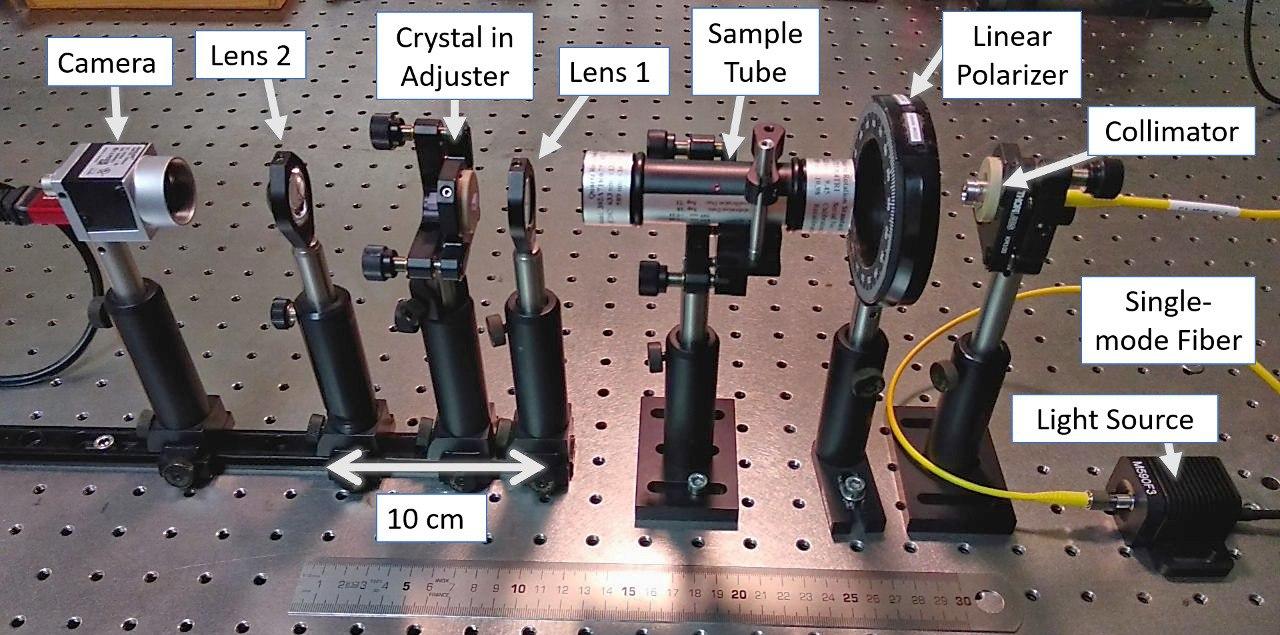 Camera
Lens 2
Crystal in
Adjuster
Lens 1
Sample
Tube
Linear
Polarizer
Collimator
Single-
mode Fiber
Light Source
M590F3
10 cm
1 2 3 4 5 6 7 8 9 10 11 12 13 14 15 16 17 18 19 20 21 22 23 24 25 26 27 28 29 30
INOX
FRANCE